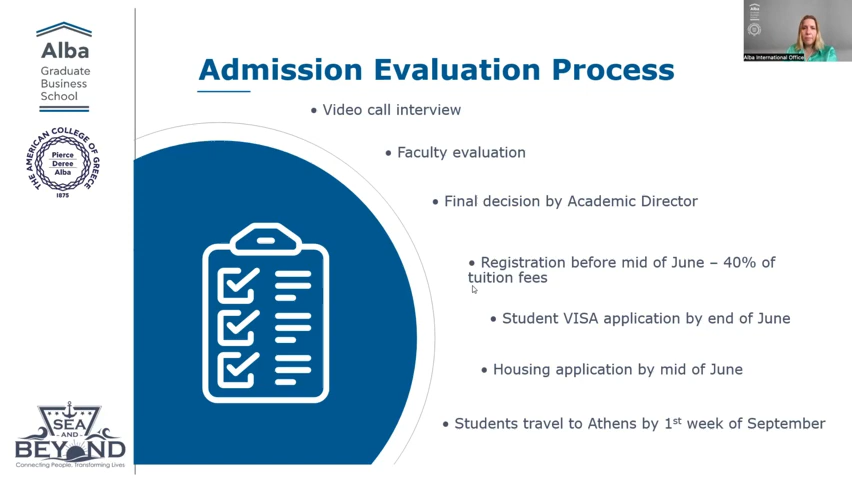 Alba
Graduate
Business
School
THE AMERICAN COLLEGE OF GREECE
Pierce
Deree
Alba
1875
Admission Evaluation Process
• Video call interview
• Faculty evaluation
• Final decision by Academic Director
• Registration before mid of June – 40% of
tuition fees
• Student VISA application by end of June
• Housing application by mid of June
• Students travel to Athens by 1st week of September
SEA
AND
BEYOND
Connecting People, Transforming Lives
Alba International Office